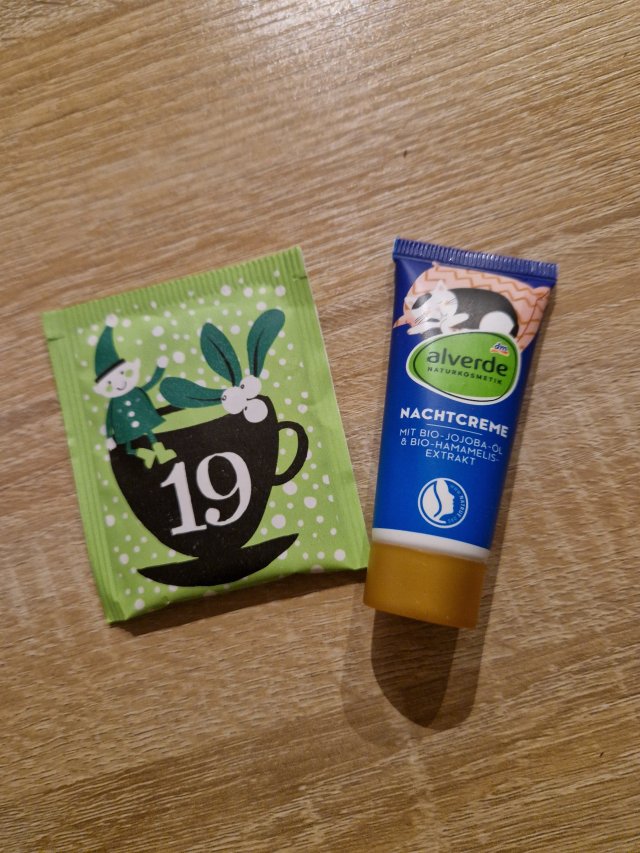 19
dm
alverde
NATURKOSMETIK
NACHTCREME
MIT BIO-JOJOBA-ÖL
& BIO-HAMAMELIS-
EXTRAKT